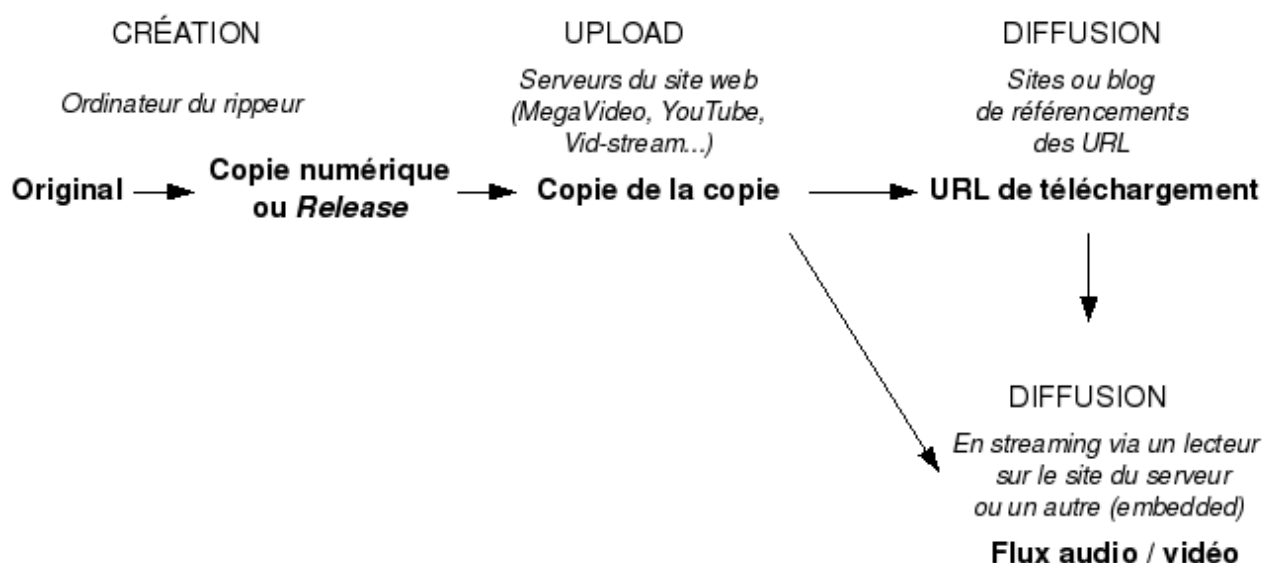 CRÉATION
Ordinateur du rippeur
Original
Copie numérique
ou Release
UPLOAD
Serveurs du site web
(MegaVideo, YouTube,
Vid-stream...)
Copie de la copie
DIFFUSION
Sites ou blog
de référencements
des URL
URL de téléchargement
DIFFUSION
En streaming via un lecteur
sur le site du serveur
ou un autre (embedded)
Flux audio / vidéo